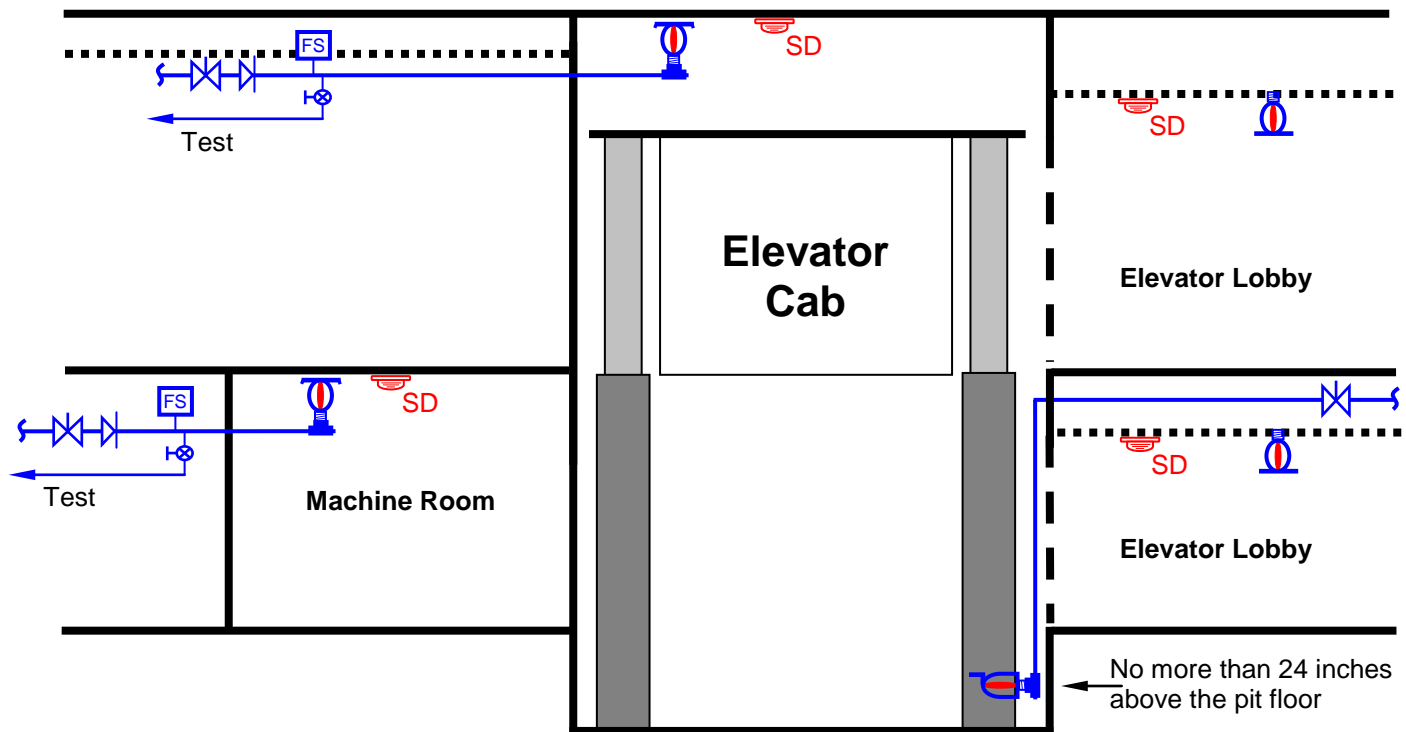 FS
SD
SD
Test
Elevator
Cab
Elevator Lobby
FS
SD
SD
Test
Machine Room
Elevator Lobby
No more than 24 inches
above the pit floor